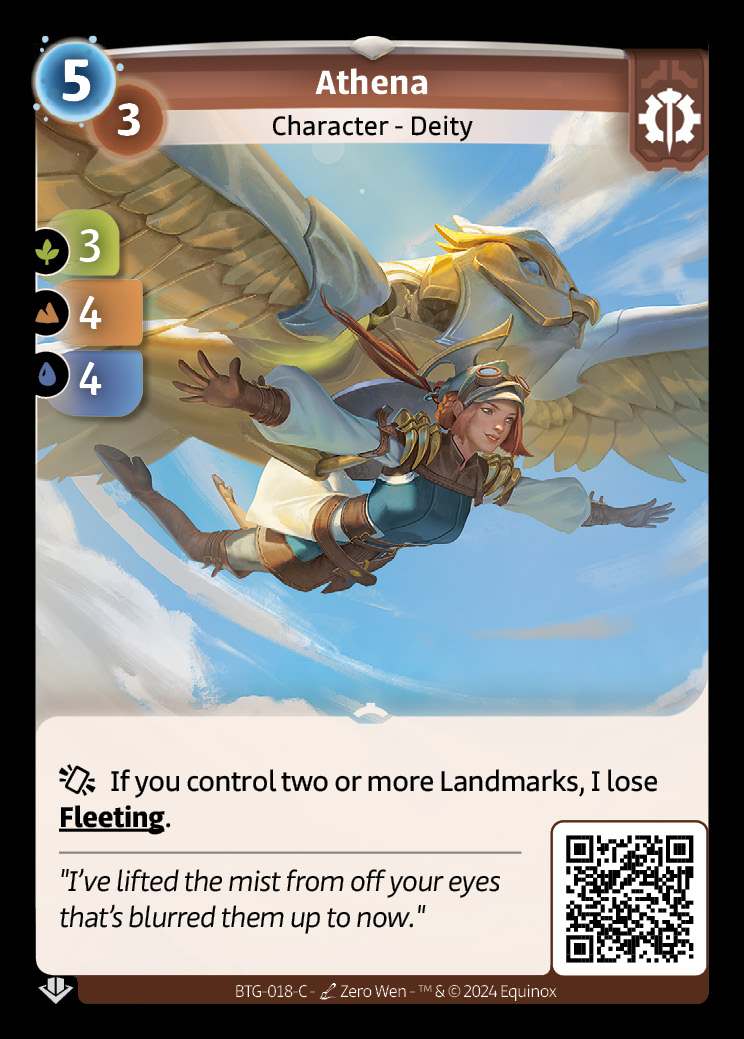 5
Athena
3
Character - Deity
3
4
4
If you control two or more Landmarks, I lose
Fleeting.
"I've lifted the mist from off your eyes
that's blurred them up to now."
BTG-018-C - Zero Wen - ™ & © 2024 Equinox